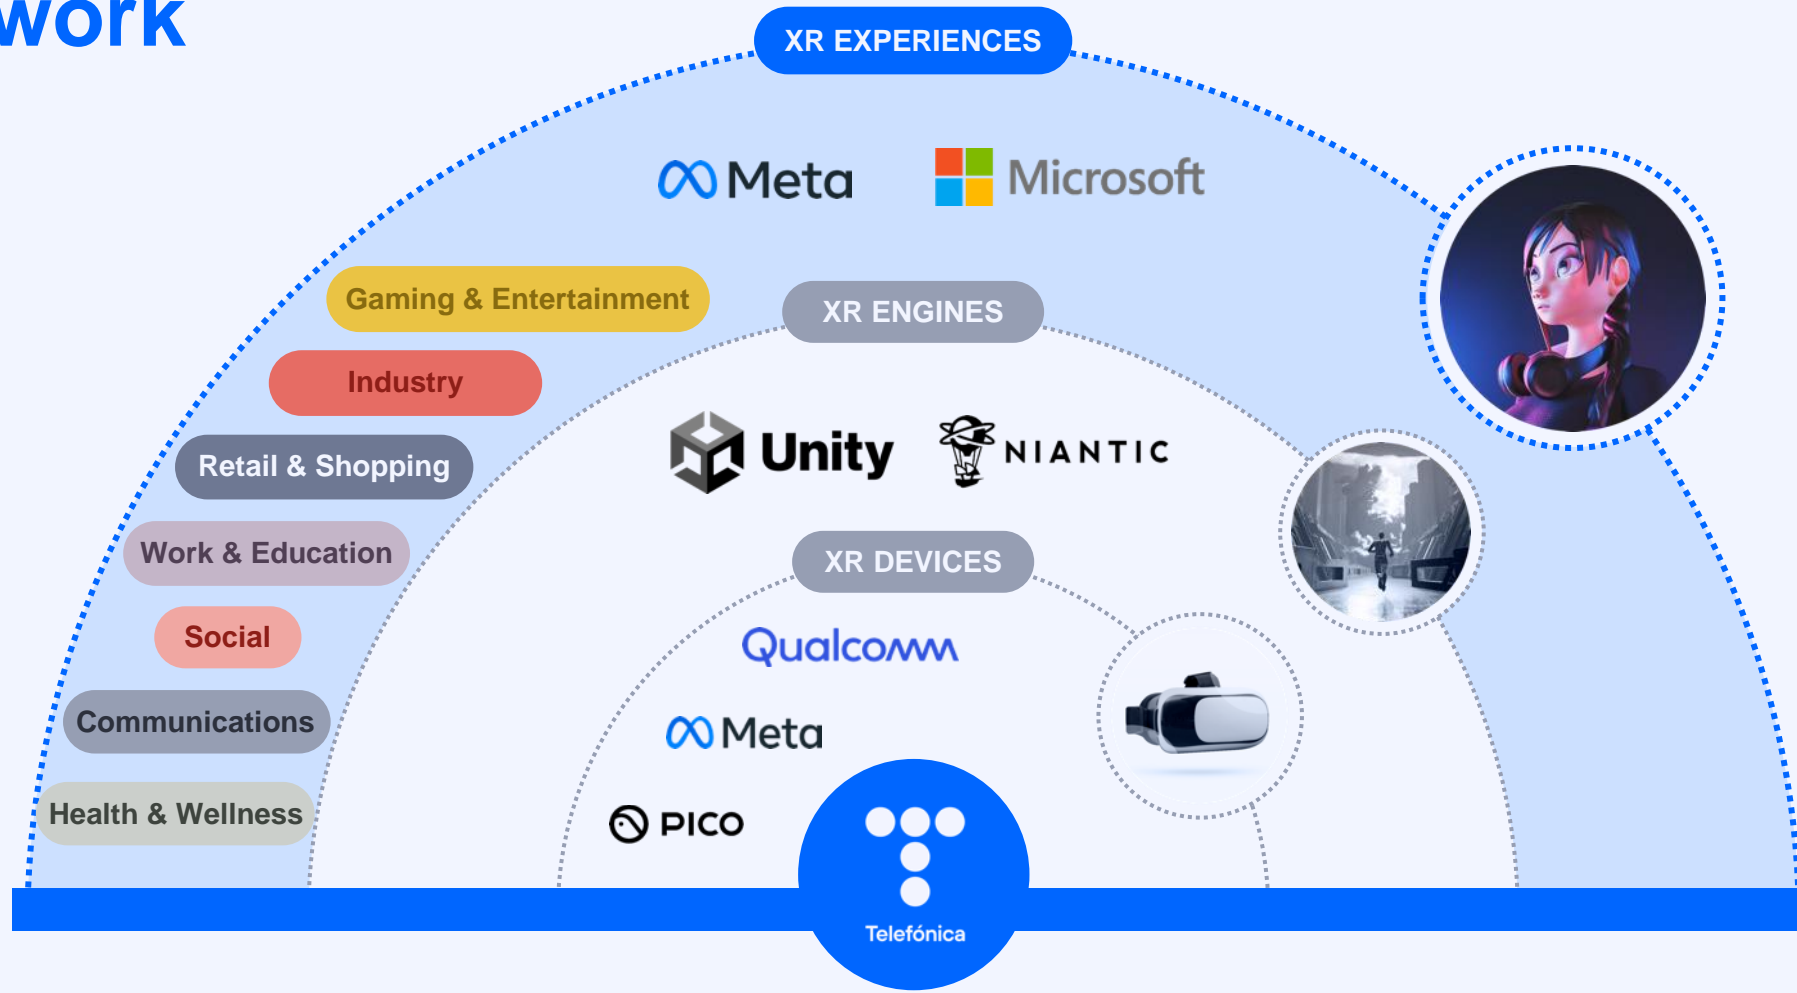 work
XR EXPERIENCES
Meta
Microsoft
Gaming & Entertainment
XR ENGINES
Industry
Unity
NIANTIC
Retail & Shopping
Work & Education
XR DEVICES
Social
Qualcomm
Communications
Meta
Health & Wellness
PICO
Telefónica